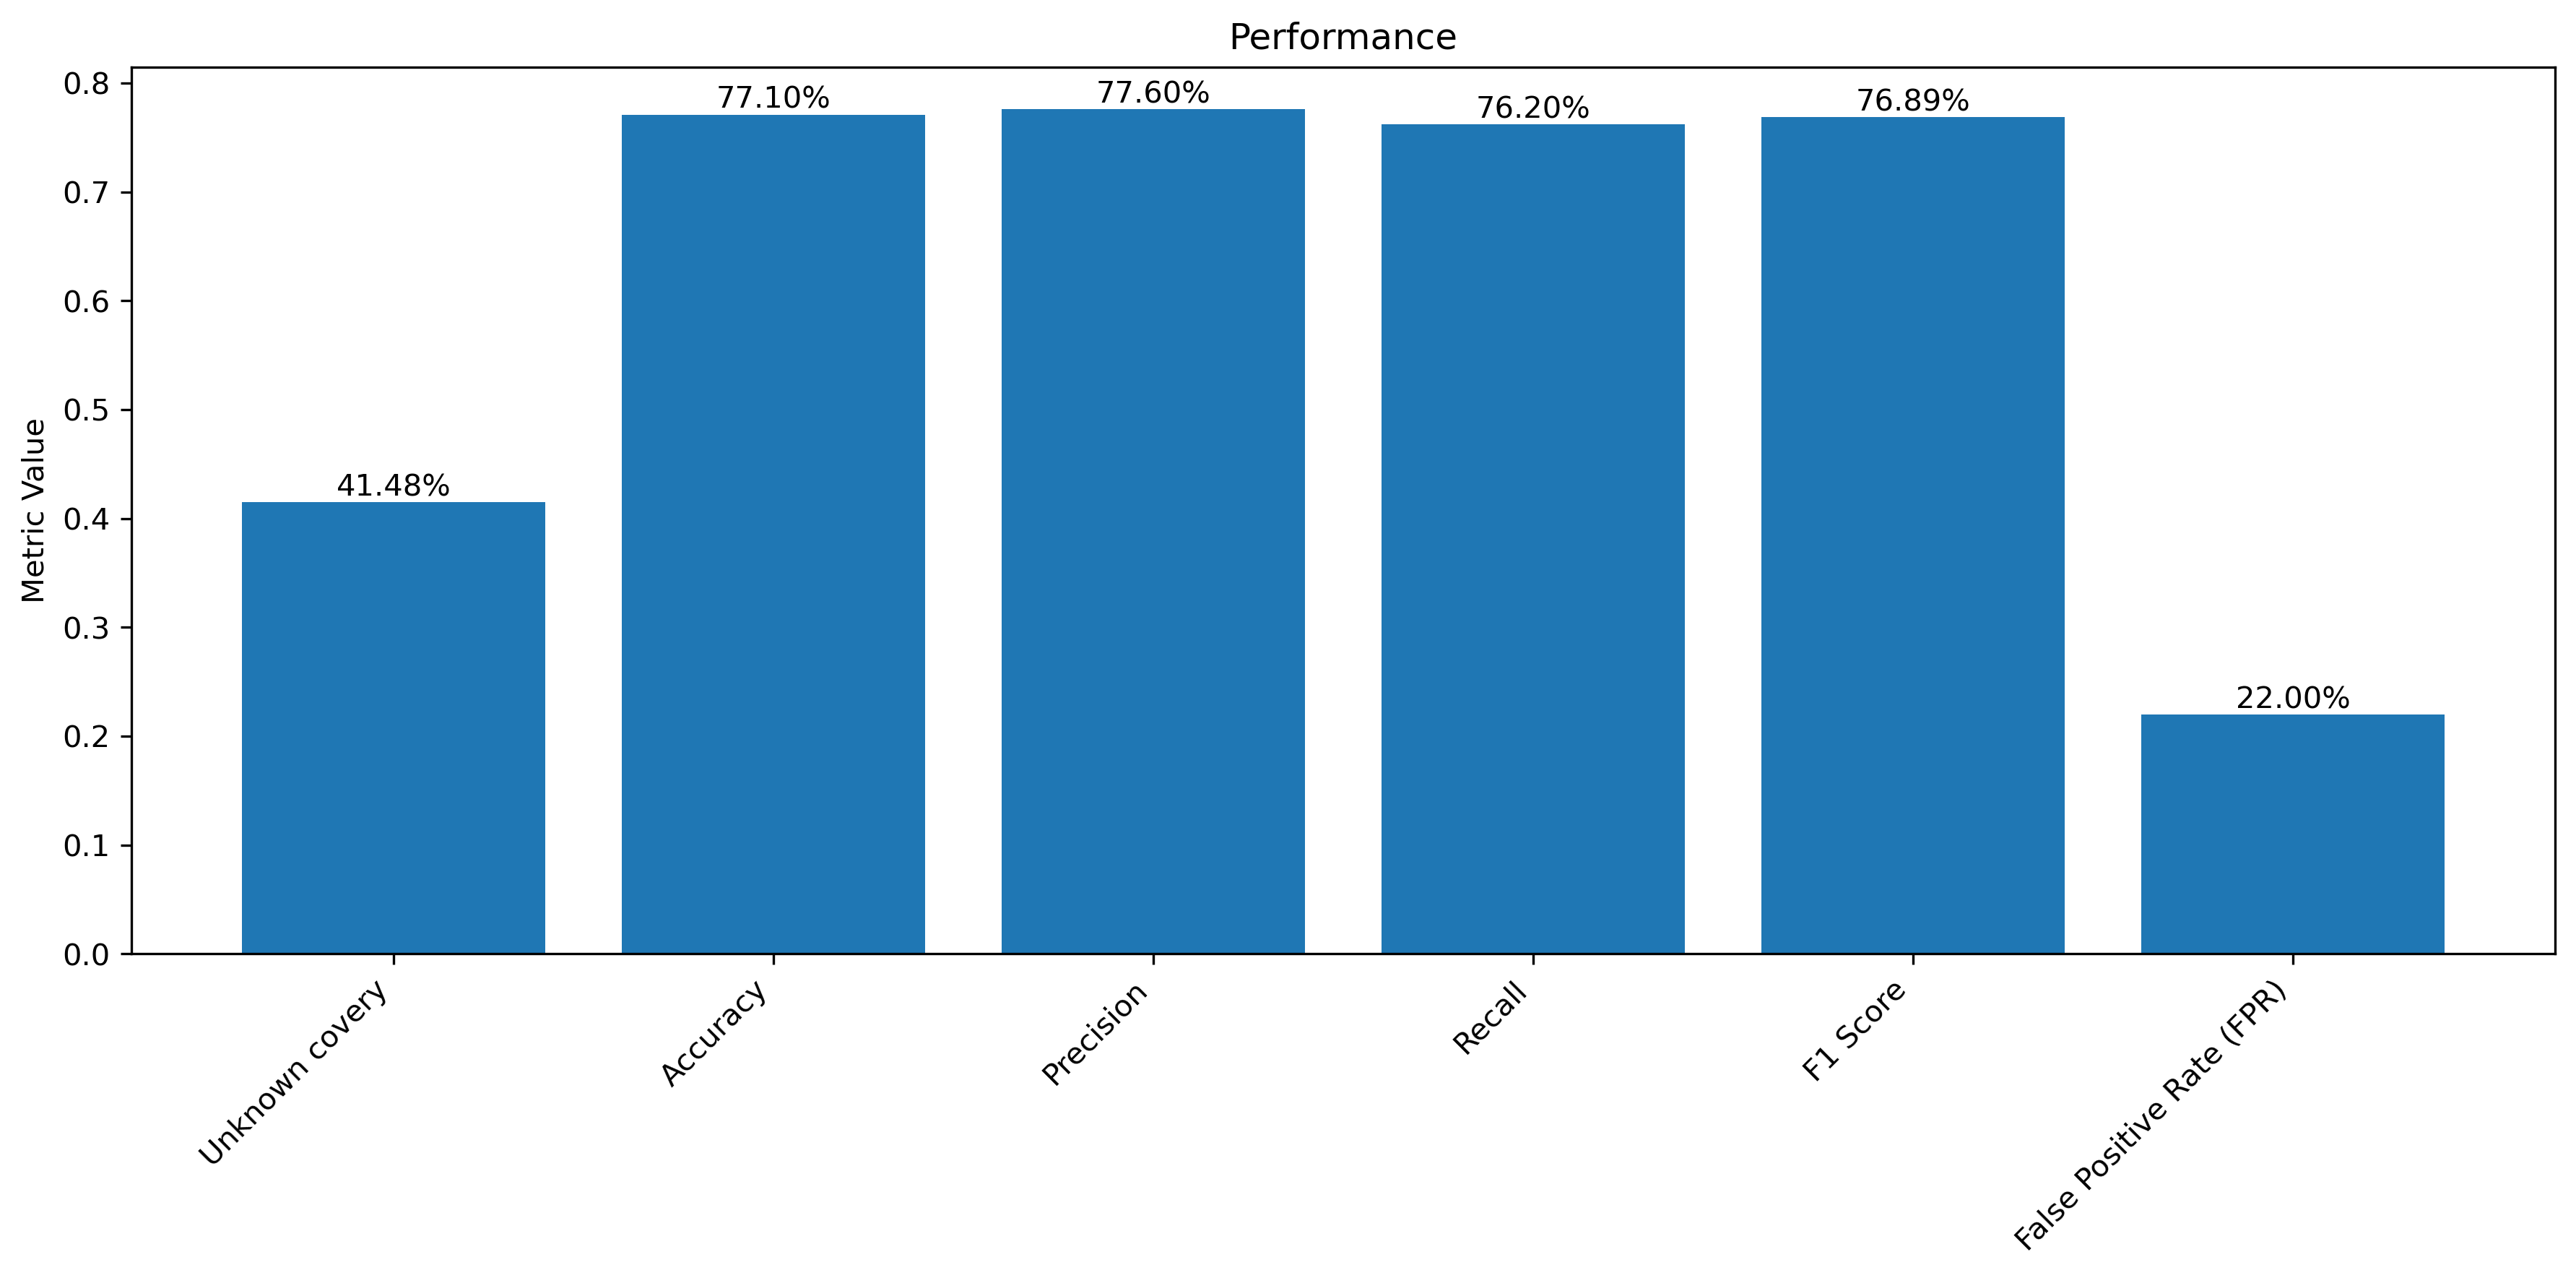 Performance
Metric Value
0.8
0.7
0.6
0.5
0.4
0.3
0.2
0.1
0.0
41.48%
77.10%
77.60%
76.20%
76.89%
22.00%
Unknown covery
Accuracy
Precision
Recall
F1 Score
False Positive Rate (FPR)